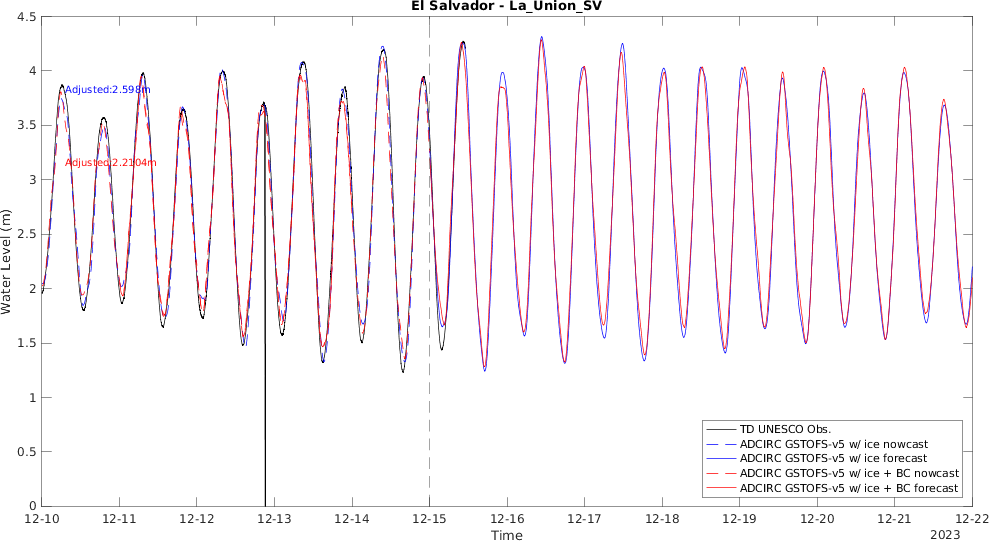 El Salvador - La_Union_SV
4.5
4
3.5
3
2.5
2
1.5
1
0.5
0
Water Level (m)
Adjusted:2.598m
Adjusted:2.2104m
TD UNESCO Obs.
ADCIRC GSTOFS-v5 w/ ice nowcast
ADCIRC GSTOFS-v5 w/ ice forecast
ADCIRC GSTOFS-v5 w/ ice + BC nowcast
ADCIRC GSTOFS-v5 w/ ice + BC forecast
12-10 12-11 12-12 12-13 12-14 12-15 12-16 12-17 12-18 12-19 12-20 12-21 12-22
Time
2023